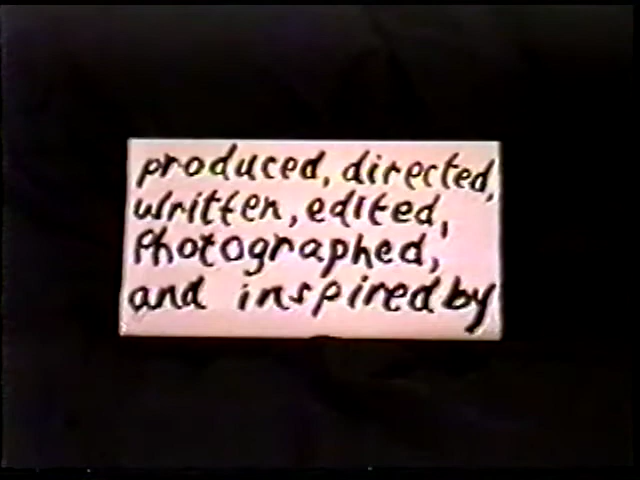 produced, directed,
written, edited,
Photographed,
and inspired by